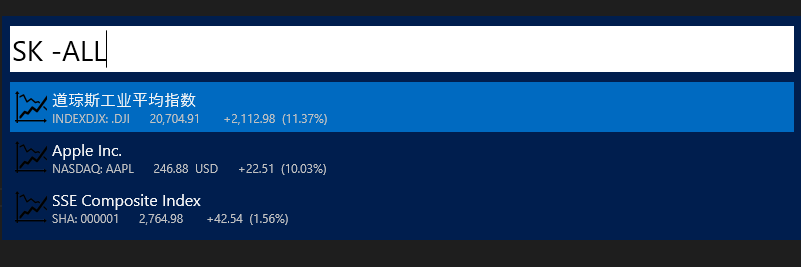 SK -ALL
道琼斯工业平均指数
INDEXDJX: .DJI 20,704.91 +2,112.98 (11.37%)
Apple Inc.
NASDAQ: AAPL 246.88 USD +22.51 (10.03%)
SSE Composite Index
SHA: 000001 2,764.98 +42.54 (1.56%)